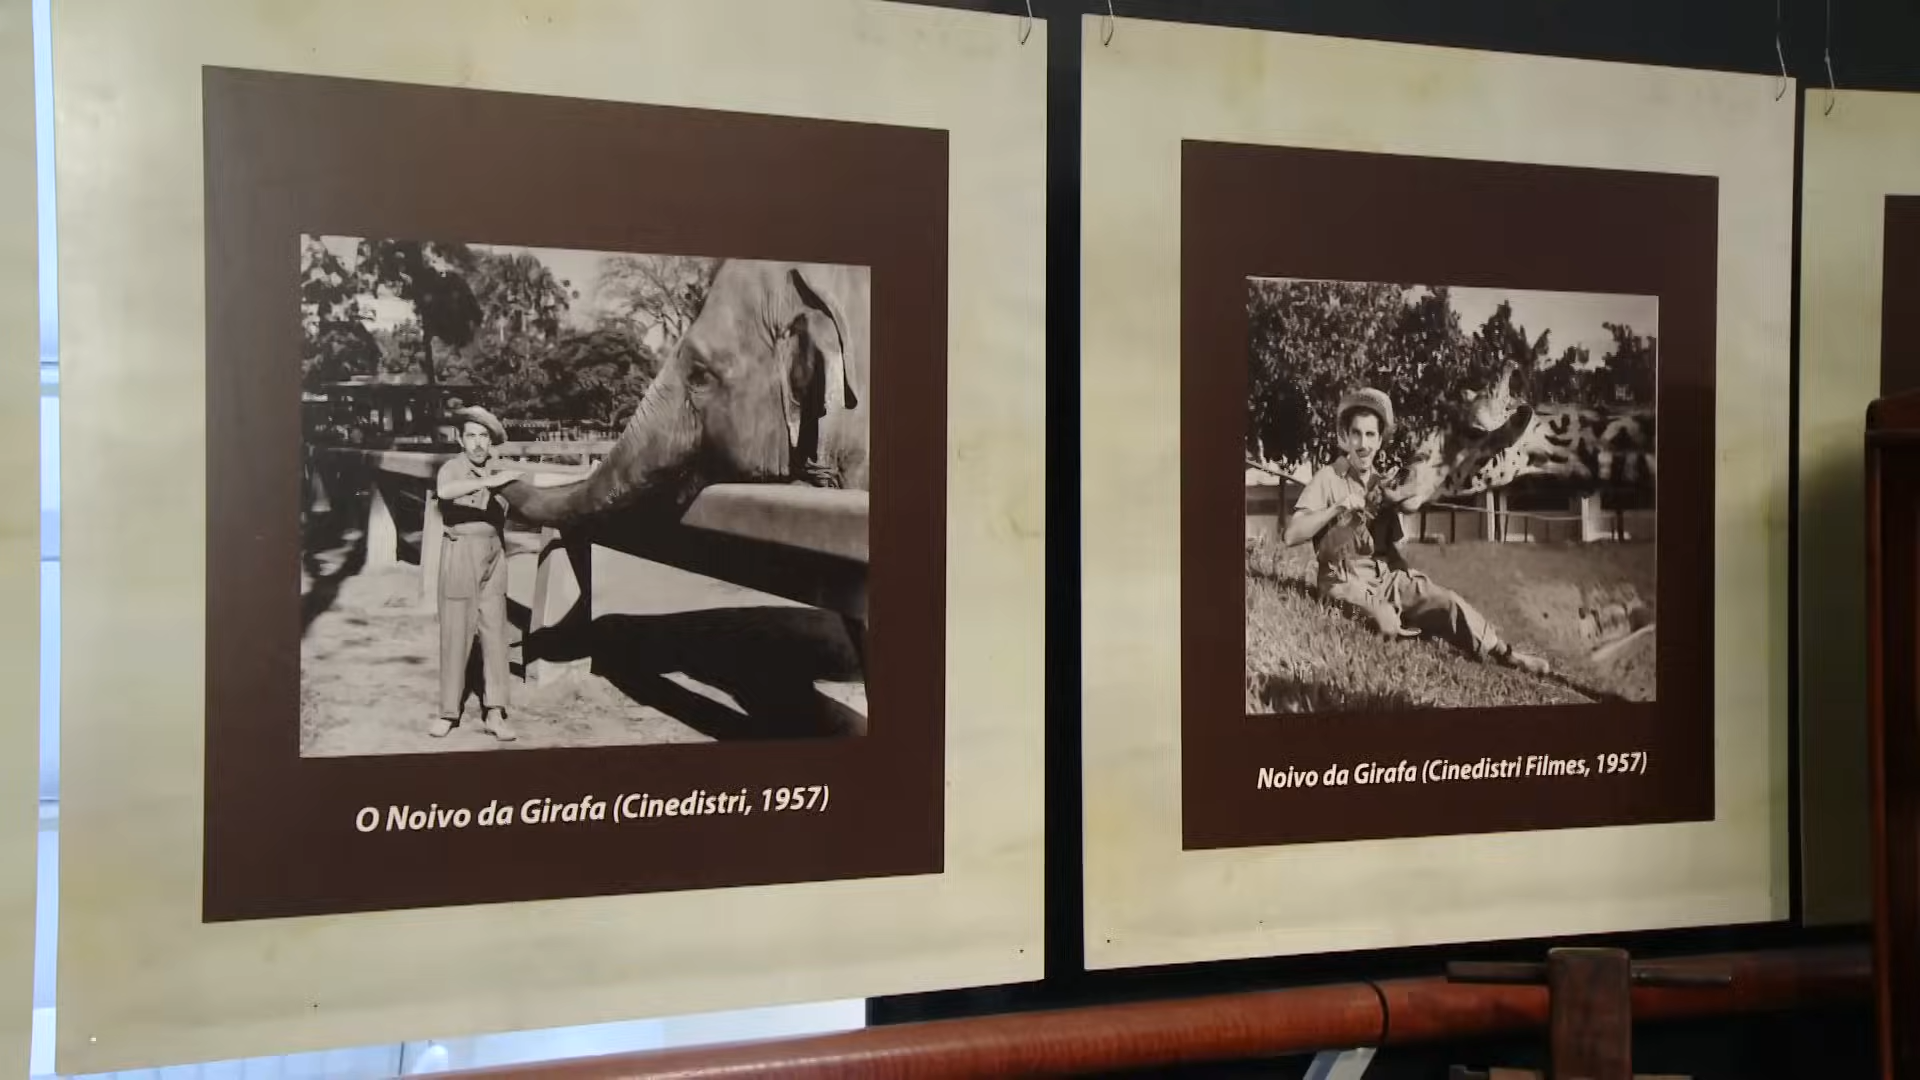 O Noivo da Girafa (Cinedistri, 1957)
Noivo da Girafa (Cinedistri Filmes, 1957)